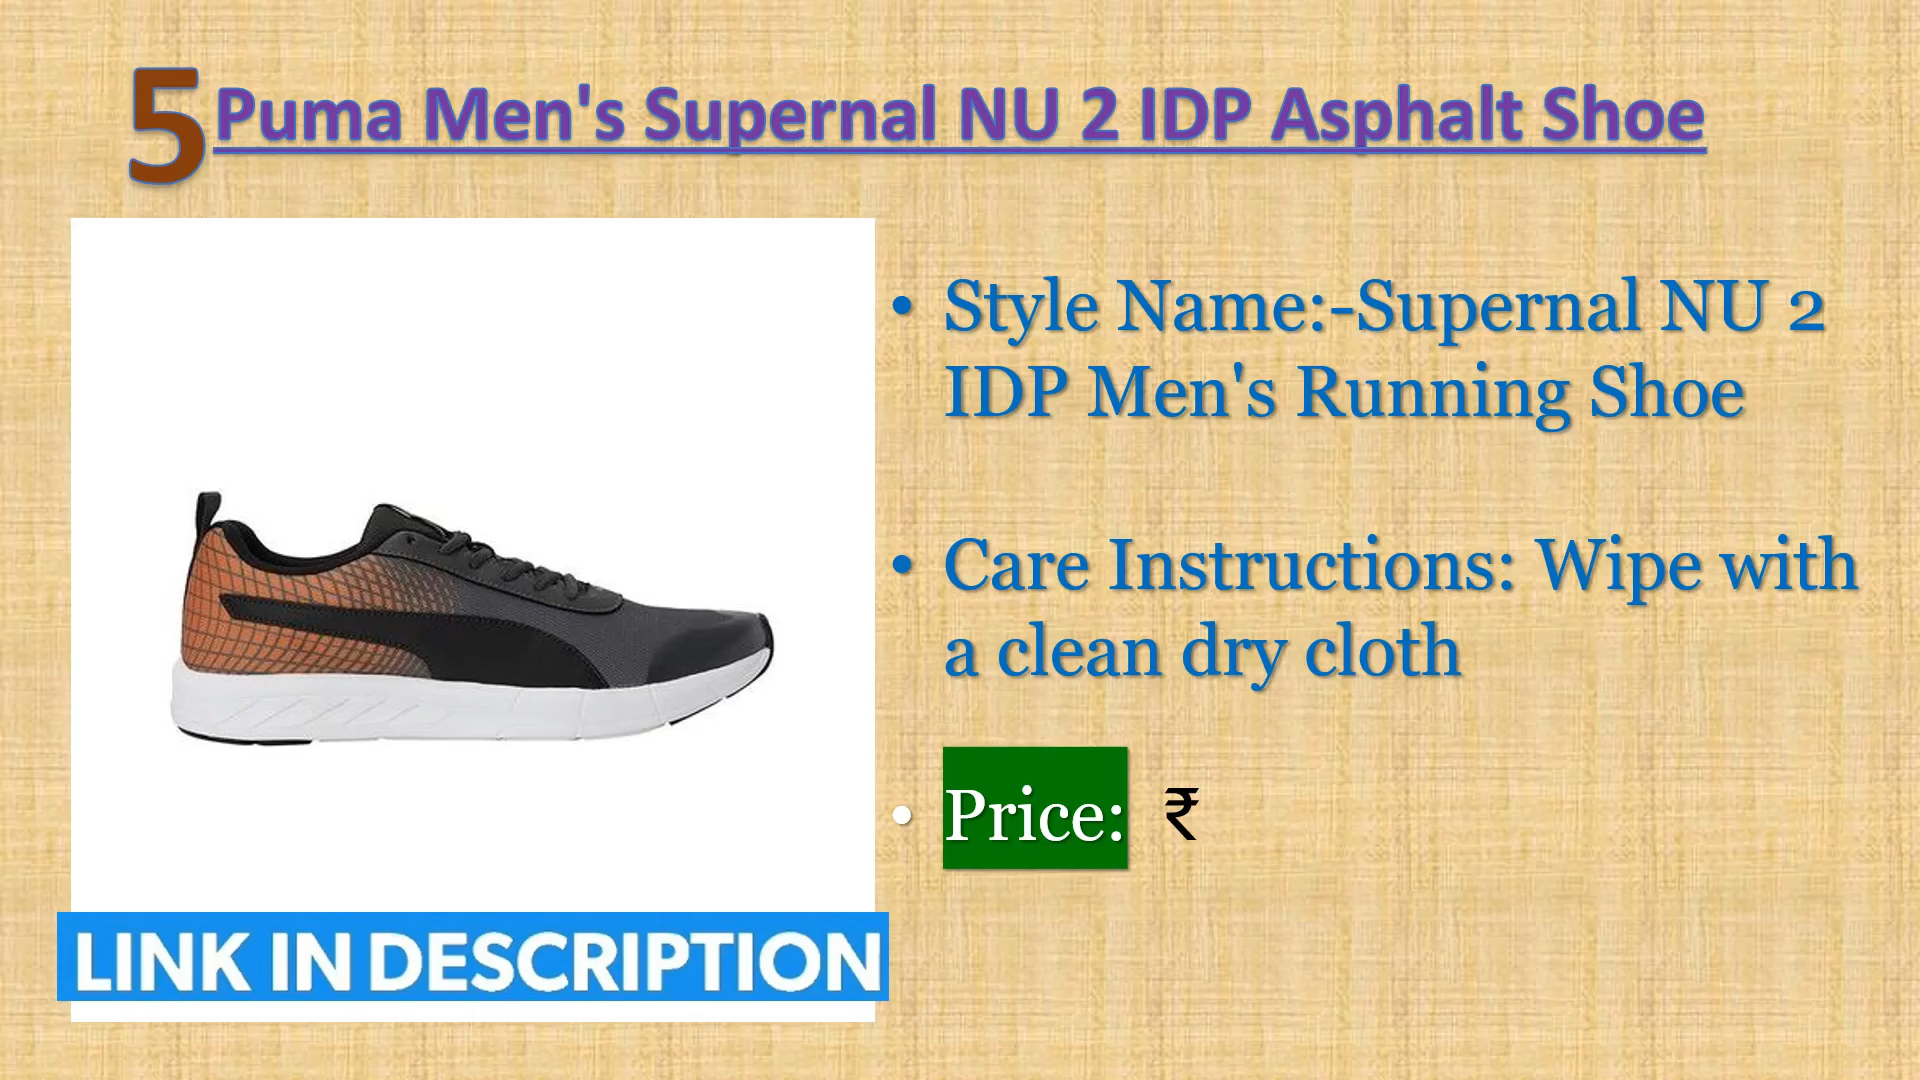 5 Puma Men's Supernal NU 2 IDP Asphalt Shoe
• Style Name:-Supernal NU 2
IDP Men's Running Shoe
• Care Instructions: Wipe with
a clean dry cloth
• Price: ₹
LINK IN DESCRIPTION